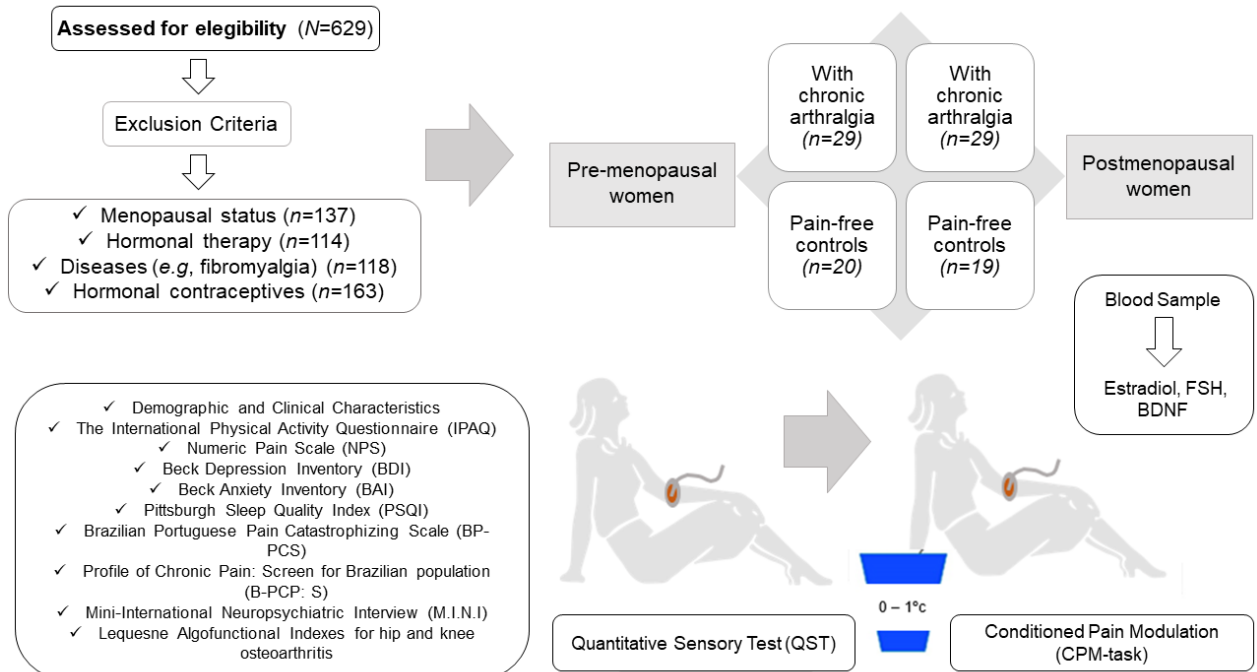 Assessed for elegibility (N=629)
Exclusion Criteria
✓ Menopausal status (n=137)
✓ Hormonal therapy (n=114)
✓ Diseases (e.g, fibromyalgia) (n=118)
✓ Hormonal contraceptives (n=163)
Pre-menopausal
women
With
chronic
arthralgia
(n=29)
With
chronic
arthralgia
(n=29)
Pain-free
controls
(n=20)
Pain-free
controls
(n=19)
Postmenopausal
women
Blood Sample
Estradiol, FSH,
BDNF
✓ Demographic and Clinical Characteristics
✓ The International Physical Activity Questionnaire (IPAQ)
✓ Numeric Pain Scale (NPS)
✓ Beck Depression Inventory (BDI)
✓ Beck Anxiety Inventory (BAI)
✓ Pittsburgh Sleep Quality Index (PSQI)
✓ Brazilian Portuguese Pain Catastrophizing Scale (BP-
PCS)
✓ Profile of Chronic Pain: Screen for Brazilian population
(B-PCP: S)
✓ Mini-International Neuropsychiatric Interview (M.I.N.I)
✓ Lequesne Algofunctional Indexes for hip and knee
osteoarthritis
0 – 1ºc
Quantitative Sensory Test (QST)
Conditioned Pain Modulation
(CPM-task)